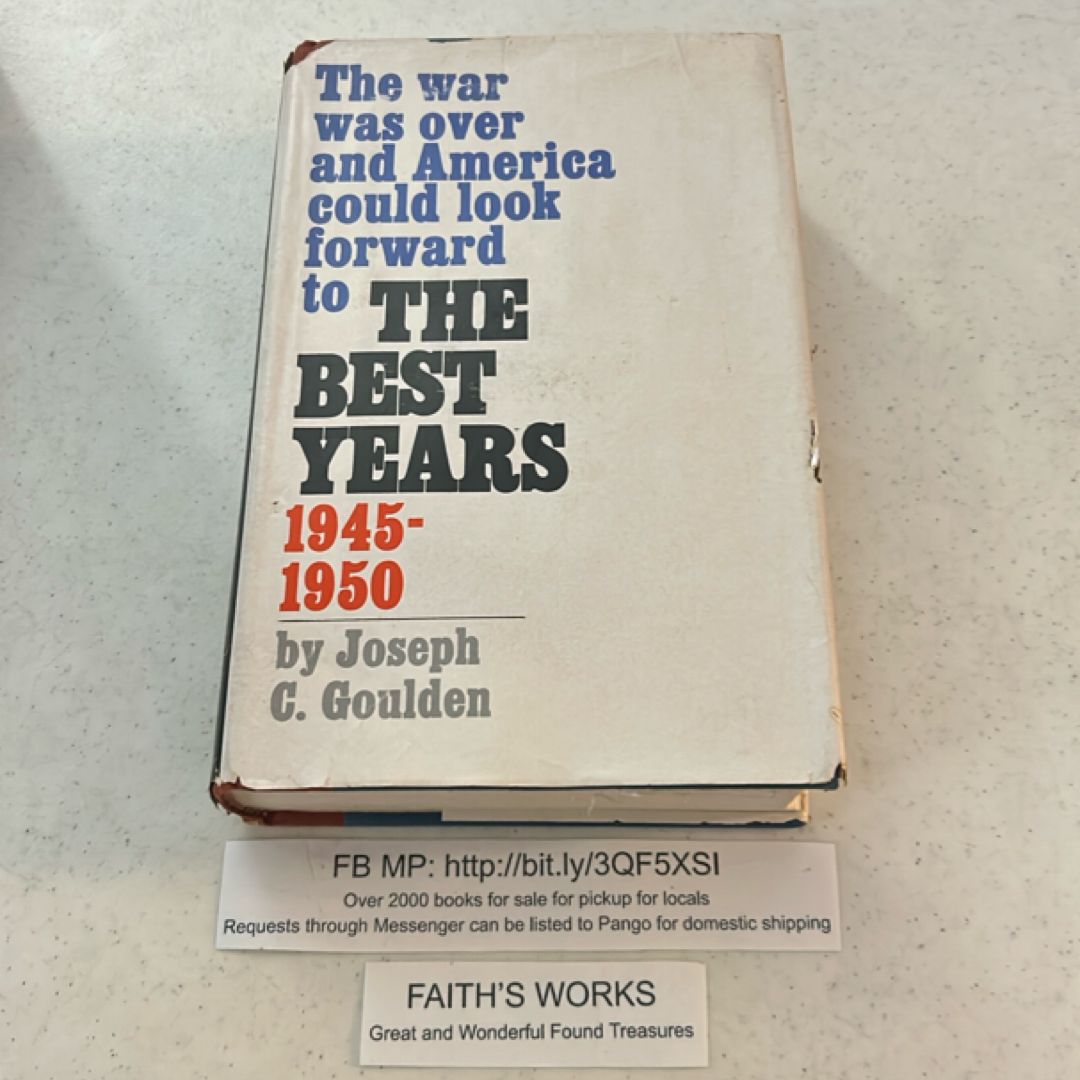 The war
was over
and America
could look
forward
to THE
BEST
YEARS
1945-
1950
by Joseph
C. Goulden
FB MP: http://bit.ly/3QF5XSI
Over 2000 books for sale for pickup for locals
Requests through Messenger can be listed to Pango for domestic shipping
FAITH'S WORKS
Great and Wonderful Found Treasures